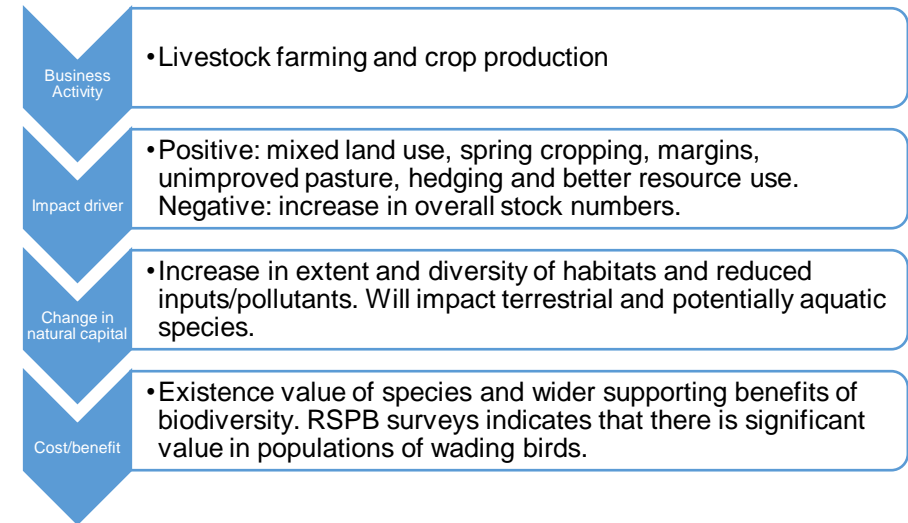 Business
Activity
•Livestock farming and crop production
Impact driver
•Positive: mixed land use, spring cropping, margins,
unimproved pasture, hedging and better resource use.
Negative: increase in overall stock numbers.
Change in
natural capital
•Increase in extent and diversity of habitats and reduced
inputs/pollutants. Will impact terrestrial and potentially aquatic
species.
Cost/benefit
•Existence value of species and wider supporting benefits of
biodiversity. RSPB surveys indicates that there is significant
value in populations of wading birds.